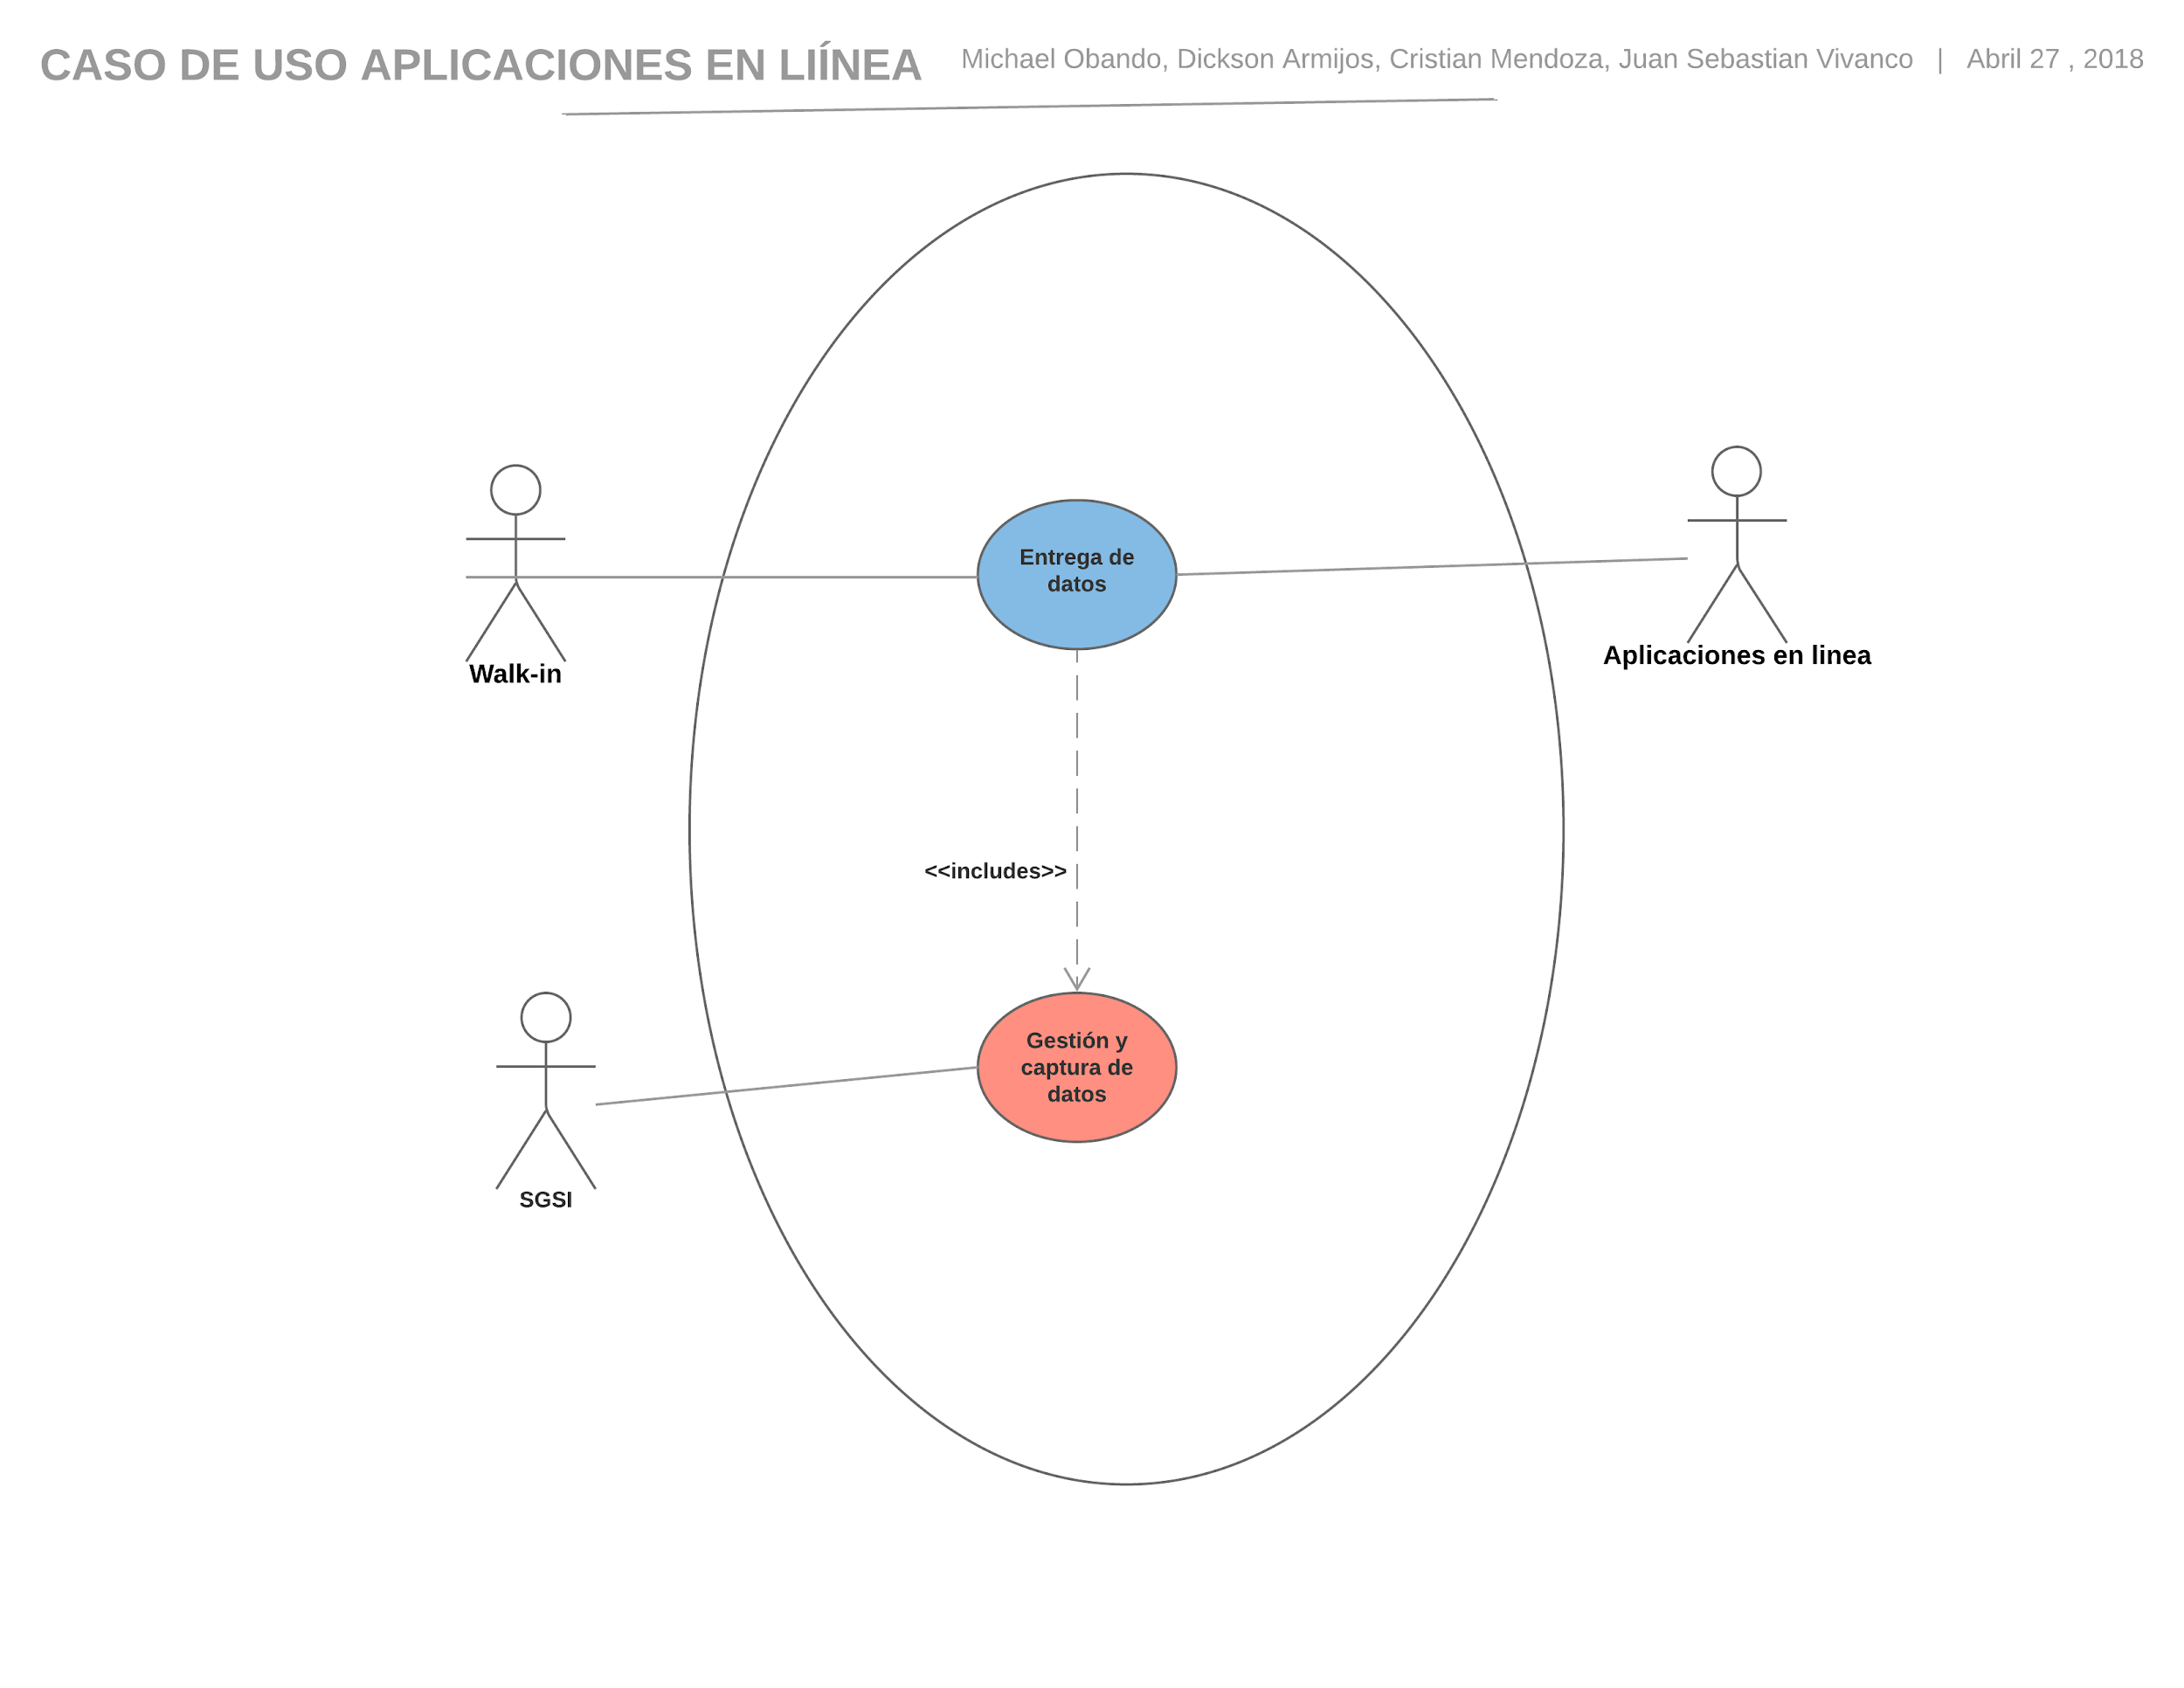 CASO DE USO APLICACIONES EN LIÍNEA
Michael Obando, Dickson Armijos, Cristian Mendoza, Juan Sebastian Vivanco | Abril 27 , 2018
Entrega de
datos
Walk-in
Aplicaciones en linea
<<includes>>
Gestión y
captura de
datos
SGSI